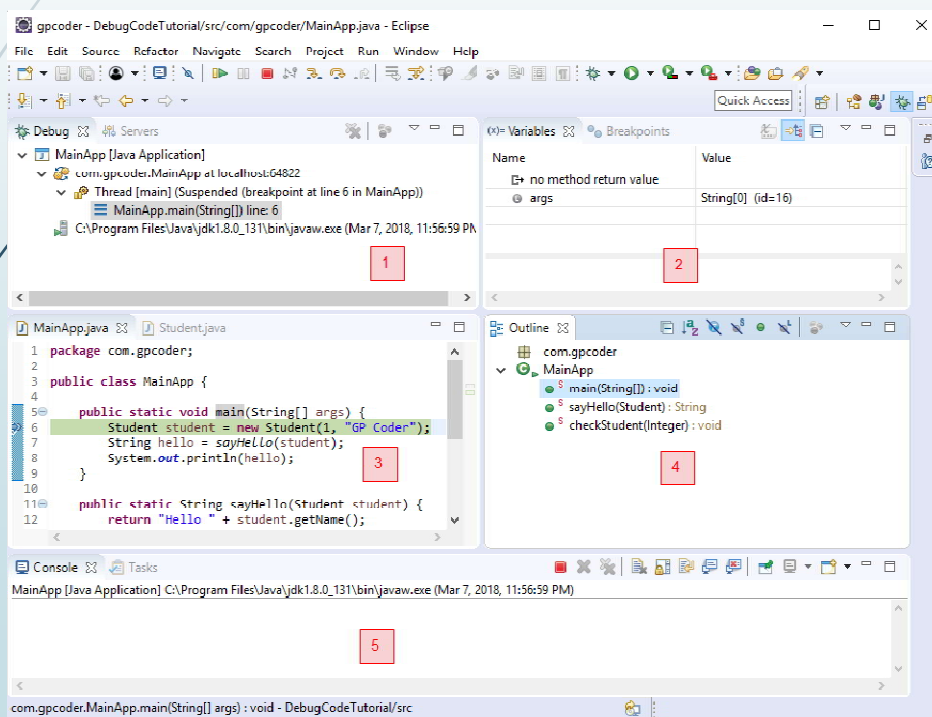 gpcoder - DebugCodeTutorial/src/com/gpcoder/MainApp.java - Eclipse
File Edit Source Refactor Navigate Search Project Run Window Help
Quick Access
Debug Servers
MainApp [Java Application]
com.gpcoder.MainApp at localhost:64822
Thread [main] (Suspended (breakpoint at line 6 in MainApp))
MainApp.main(String[]) line: 6
C:\Program Files\Java\jdk1.8.0_131\bin\javaw.exe (Mar 7, 2018, 11:56:59 PM
1
(x)= Variables Breakpoints
Name Value
no method return value
args String[0] (id=16)
2
MainApp.java Student.java
1 package com.gpcoder;
2
3 public class MainApp {
4
5 public static void main(String[] args) {
6 Student student = new Student(1, "GP Coder");
7 String hello = sayHello(student);
8 System.out.println(hello);
9 }
10
11 public static String sayHello(Student student) {
12 return "Hello " + student.getName();
3
Outline
com.gpcoder
MainApp
S main(String[]) : void
S sayHello(Student) : String
S checkStudent(Integer) : void
4
Console Tasks
MainApp [Java Application] C:\Program Files\Java\jdk1.8.0_131\bin\javaw.exe (Mar 7, 2018, 11:56:59 PM)
5
com.gpcoder.MainApp.main(String[] args) : void - DebugCodeTutorial/src